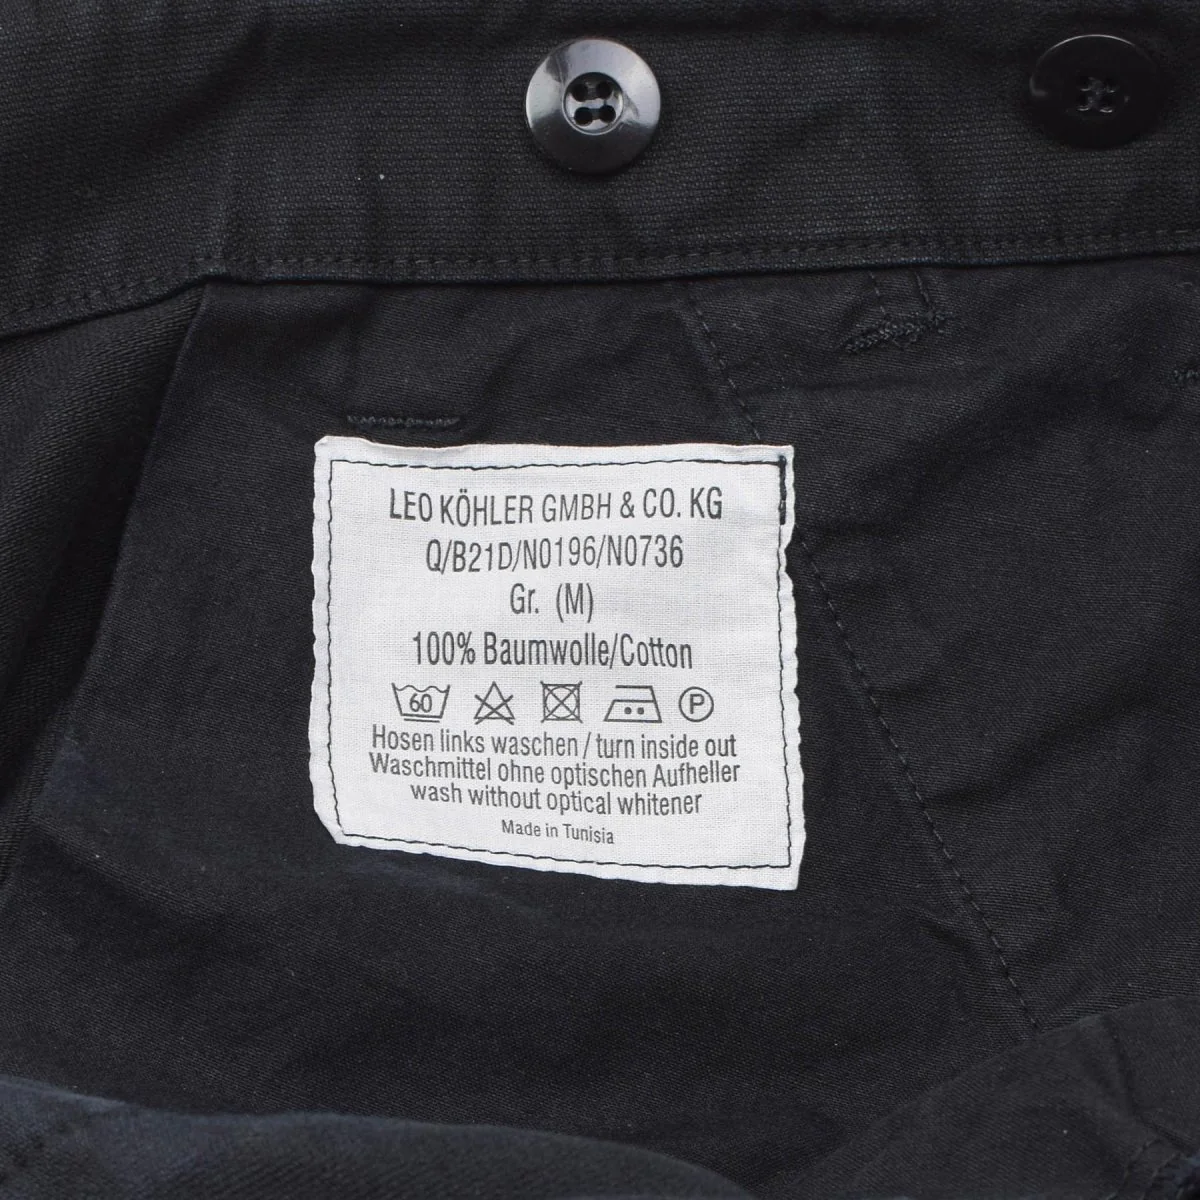 LEO KÖHLER GMBH & CO. KG
Q/B21D/N0196/N0736
Gr. (M)
100% Baumwolle/Cotton
60 P
Hosen links waschen / turn inside out
Waschmittel ohne optischen Aufheller
wash without optical whitener
Made in Tunisia